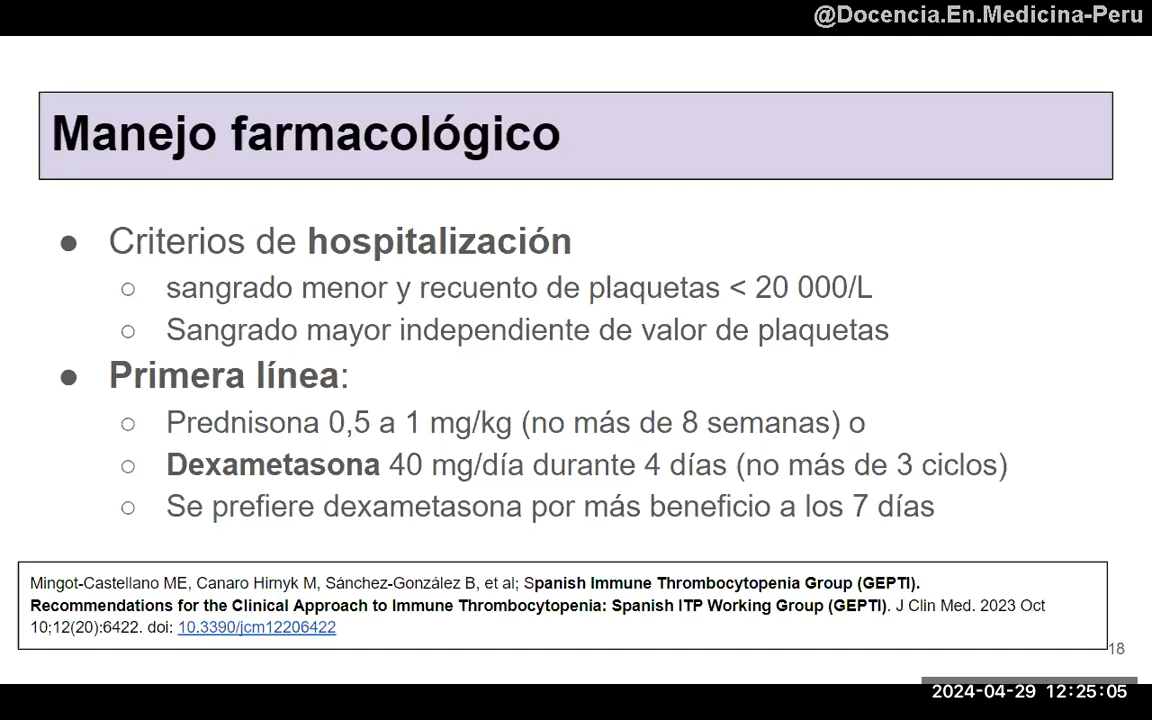 @Docencia.En.Medicina-Peru
Manejo farmacológico
● Criterios de hospitalización
○ sangrado menor y recuento de plaquetas < 20 000/L
○ Sangrado mayor independiente de valor de plaquetas
● Primera línea:
○ Prednisona 0,5 a 1 mg/kg (no más de 8 semanas) o
○ Dexametasona 40 mg/día durante 4 días (no más de 3 ciclos)
○ Se prefiere dexametasona por más beneficio a los 7 días
Mingot-Castellano ME, Canaro Hirnyk M, Sánchez-González B, et al; Spanish Immune Thrombocytopenia Group (GEPTI).
Recommendations for the Clinical Approach to Immune Thrombocytopenia: Spanish ITP Working Group (GEPTI). J Clin Med. 2023 Oct
10;12(20):6422. doi: 10.3390/jcm12206422
18
2024-04-29 12:25:05